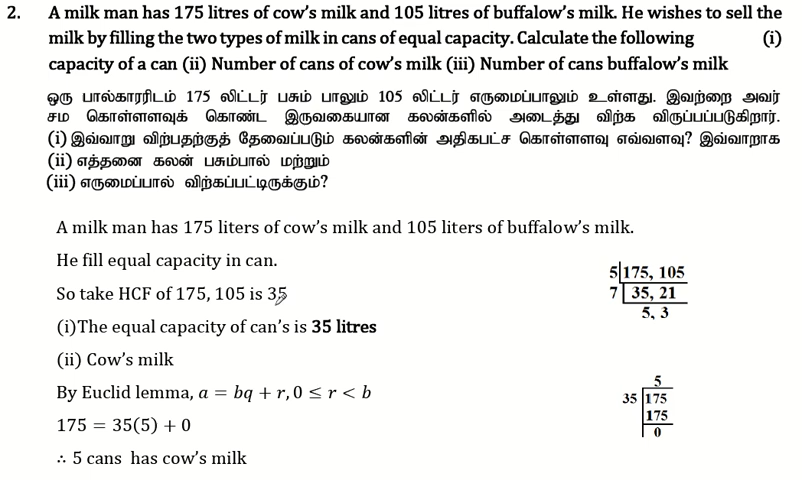 2. A milk man has 175 litres of cow's milk and 105 litres of buffalow's milk. He wishes to sell the
milk by filling the two types of milk in cans of equal capacity. Calculate the following (i)
capacity of a can (ii) Number of cans of cow's milk (iii) Number of cans buffalow's milk
ஒரு பால்காரரிடம் 175 லிட்டர் பசும் பாலும் 105 லிட்டர் எருமைப்பாலும் உள்ளது. இவற்றை அவர்
சம கொள்ளளவுக் கொண்ட இருவகையான கலன்களில் அடைத்து விற்க விருப்பப்படுகிறார்.
(i) இவ்வாறு விற்பதற்குத் தேவைப்படும் கலன்களின் அதிகபட்ச கொள்ளளவு எவ்வளவு? இவ்வாறாக
(ii) எத்தனை கலன் பசும்பால் மற்றும்
(iii) எருமைப்பால் விற்கப்பட்டிருக்கும்?
A milk man has 175 liters of cow's milk and 105 liters of buffalow's milk.
He fill equal capacity in can.
So take HCF of 175, 105 is 35
(i)The equal capacity of can's is 35 litres
(ii) Cow's milk
By Euclid lemma, a = bq + r, 0 ≤ r < b
175 = 35(5) + 0
∴ 5 cans has cow's milk
5 175, 105
7 35, 21
5, 3
5
35 175
175
0